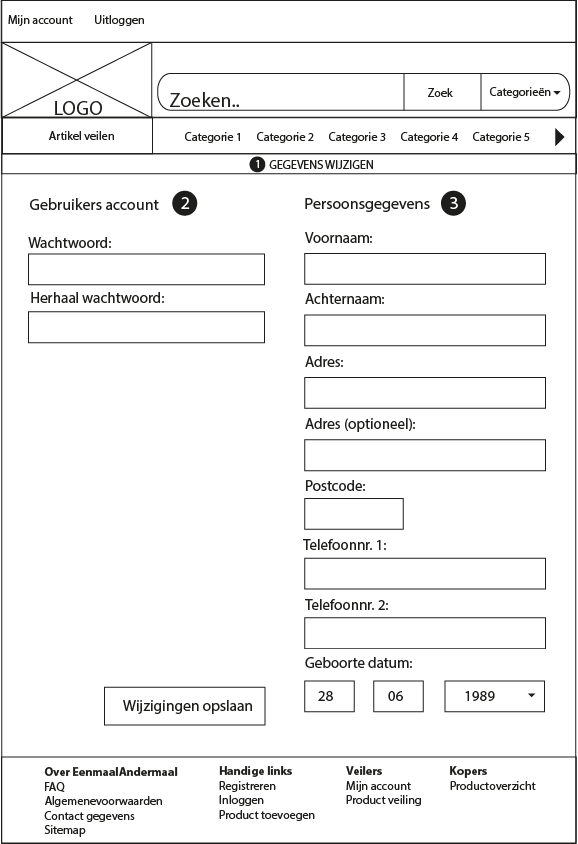 Mijn account Uitloggen
LOGO
Zoeken.. Zoek Categorieën
Artikel veilen Categorie 1 Categorie 2 Categorie 3 Categorie 4 Categorie 5
1 GEGEVENS WIJZIGEN
Gebruikers account 2
Wachtwoord:
Herhaal wachtwoord:
Wijzigingen opslaan
Persoonsgegevens 3
Voornaam:
Achternaam:
Adres:
Adres (optioneel):
Postcode:
Telefoonnr. 1:
Telefoonnr. 2:
Geboorte datum:
28 06 1989
Over EenmaalAndermaal
FAQ
Algemenevoorwaarden
Contact gegevens
Sitemap
Handige links
Registreren
Inloggen
Product toevoegen
Veilers
Mijn account
Product veiling
Kopers
Productoverzicht